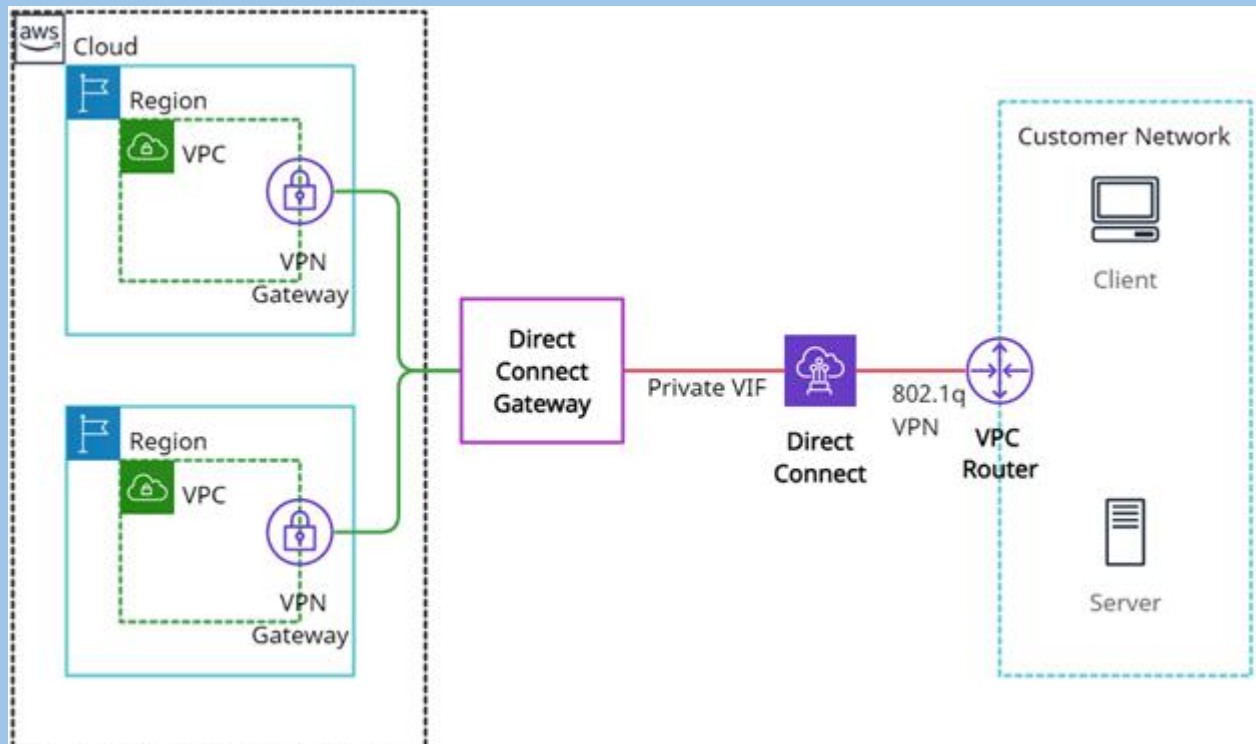 aws
Cloud
Region
VPC
VPN
Gateway
Region
VPC
VPN
Gateway
Direct
Connect
Gateway
Private VIF
Direct
Connect
802.1q
VPN
VPC
Router
Customer Network
Client
Server